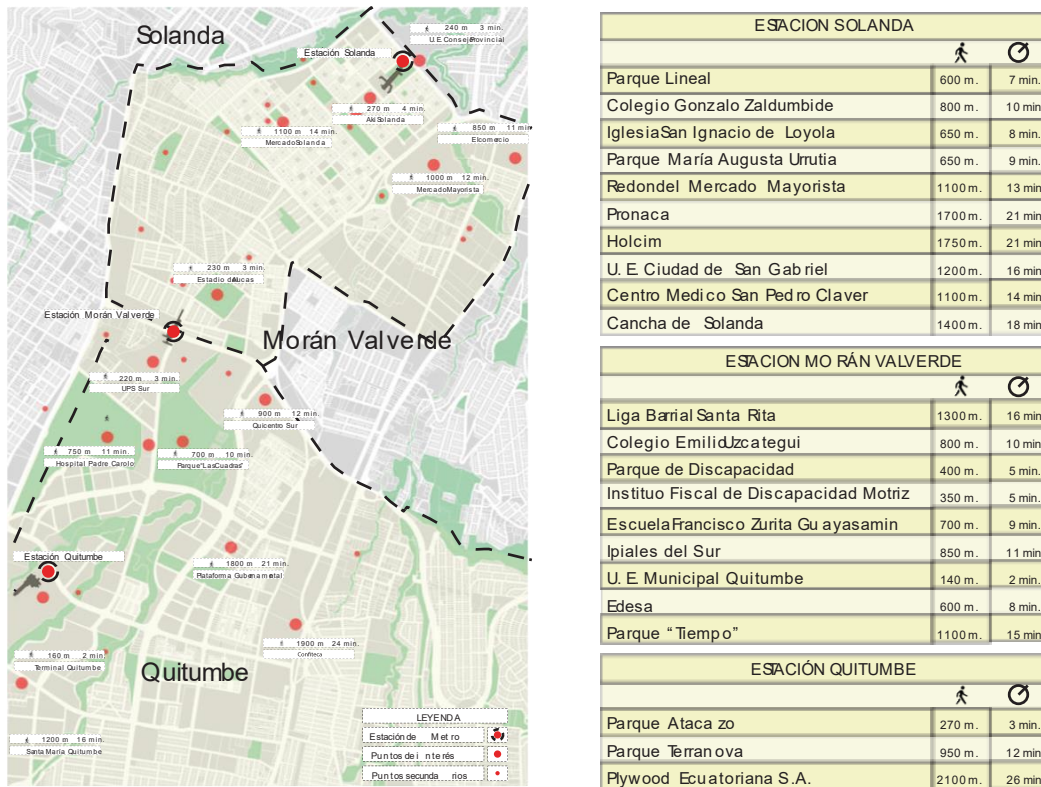 Solanda
240 m 3 min.
U.E Consejo Provincial
Estación Solanda
270 m 4 min.
Aki Solanda
1100 m 14 min.
Mercado Solanda
850 m 11 min
El comercio
1000 m 12 min.
Mercado Mayorista
230 m 3 min.
Estadio de Aucas
Estación Morán Valverde
Morán Valverde
220 m 3 min.
UPS Sur
900 m 12 min.
Quicentro Sur
750 m 11 min.
Hospital Padre Carolo
700 m 10 min.
Parque "Las Cuadras"
Estación Quitumbe
1800 m 21 min.
Plataforma Gubernamental
1900 m 24 min.
Confiteca
160 m 2 min.
Terminal Quitumbe
Quitumbe
1200 m 16 min.
Santa María Quitumbe
LEYENDA
Estación de Metro
Puntos de interés
Puntos secundarios
ESTACION SOLANDA
Parque Lineal 600 m. 7 min.
Colegio Gonzalo Zaldumbide 800 m. 10 min.
Iglesia San Ignacio de Loyola 650 m. 8 min.
Parque María Augusta Urrutia 650 m. 9 min.
Redondel Mercado Mayorista 1100 m. 13 min
Pronaca 1700 m. 21 min
Holcim 1750 m. 21 min
U. E. Ciudad de San Gabriel 1200 m. 16 min
Centro Medico San Pedro Claver 1100 m. 14 min
Cancha de Solanda 1400 m. 18 min
ESTACION MORÁN VALVERDE
Liga Barrial Santa Rita 1300 m. 16 min
Colegio Emilio Uzcategui 800 m. 10 min
Parque de Discapacidad 400 m. 5 min.
Instituo Fiscal de Discapacidad Motriz 350 m. 5 min.
Escuela Francisco Zurita Guayasamin 700 m. 9 min.
Ipiales del Sur 850 m. 11 min
U. E. Municipal Quitumbe 140 m. 2 min.
Edesa 600 m. 8 min.
Parque "Tiempo" 1100 m. 15 min
ESTACIÓN QUITUMBE
Parque Atacazo 270 m. 3 min.
Parque Terranova 950 m. 12 min
Plywood Ecuatoriana S.A. 2100 m. 26 min